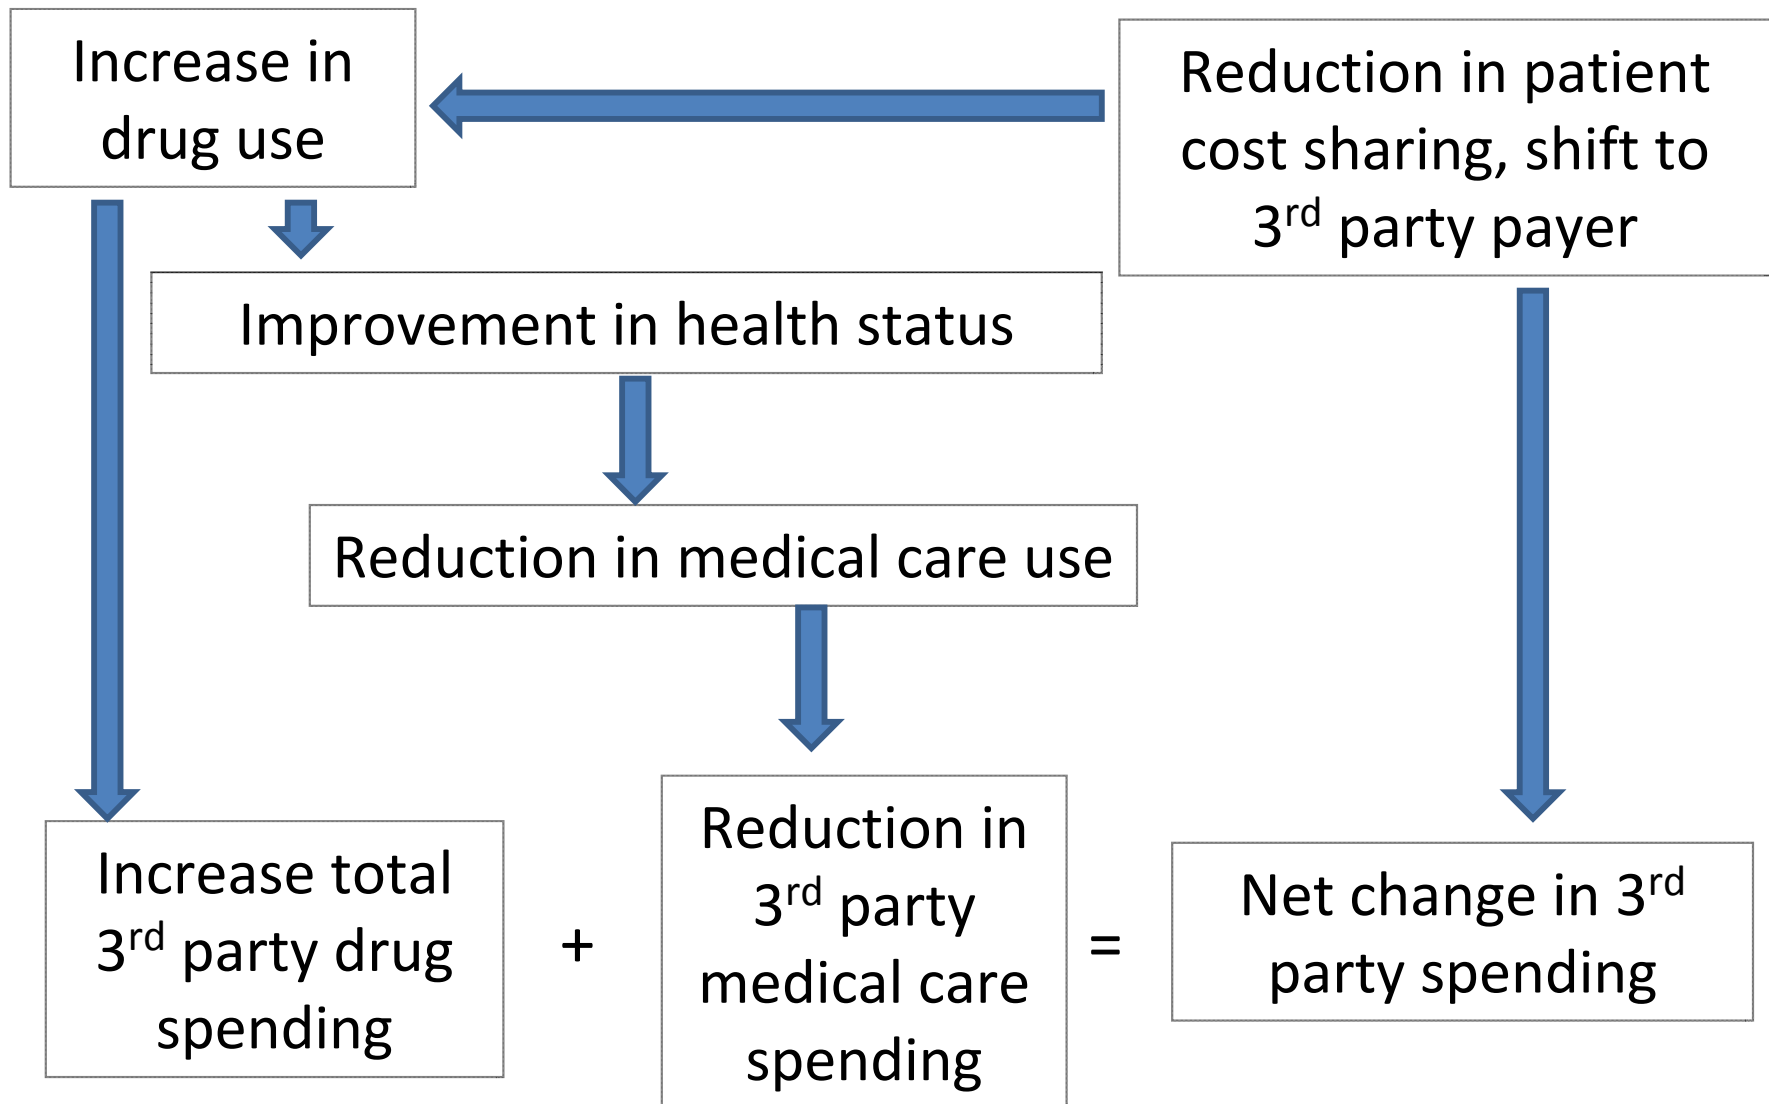 Increase in
drug use
Reduction in patient
cost sharing, shift to
3rd party payer
Improvement in health status
Reduction in medical care use
Increase total
3rd party drug
spending
+
Reduction in
3rd party
medical care
spending
=
Net change in 3rd
party spending